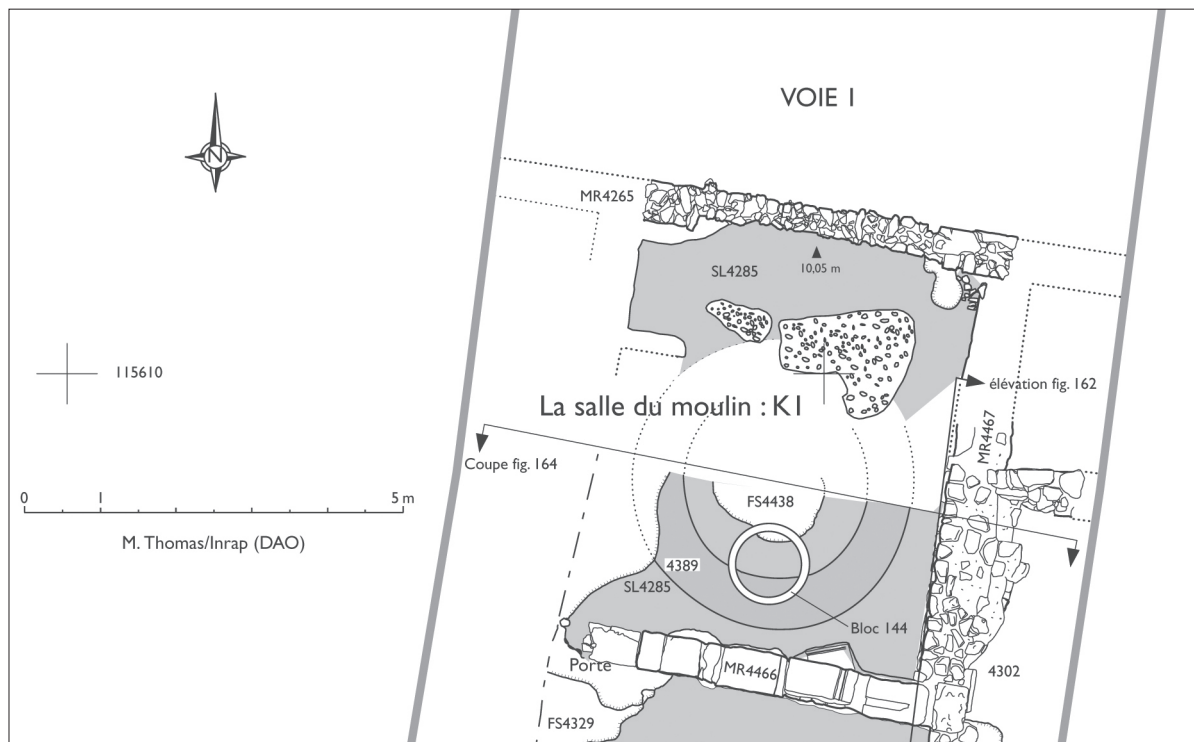 VOIE I
N
MR4265
SL4285
10,05 m
115610
élévation fig. 162
La salle du moulin : K1
MR4467
Coupe fig. 164
0 1 5 m
FS4438
M. Thomas/Inrap (DAO)
4389
SL4285
Bloc 144
Porte
MR4466
4302
FS4329